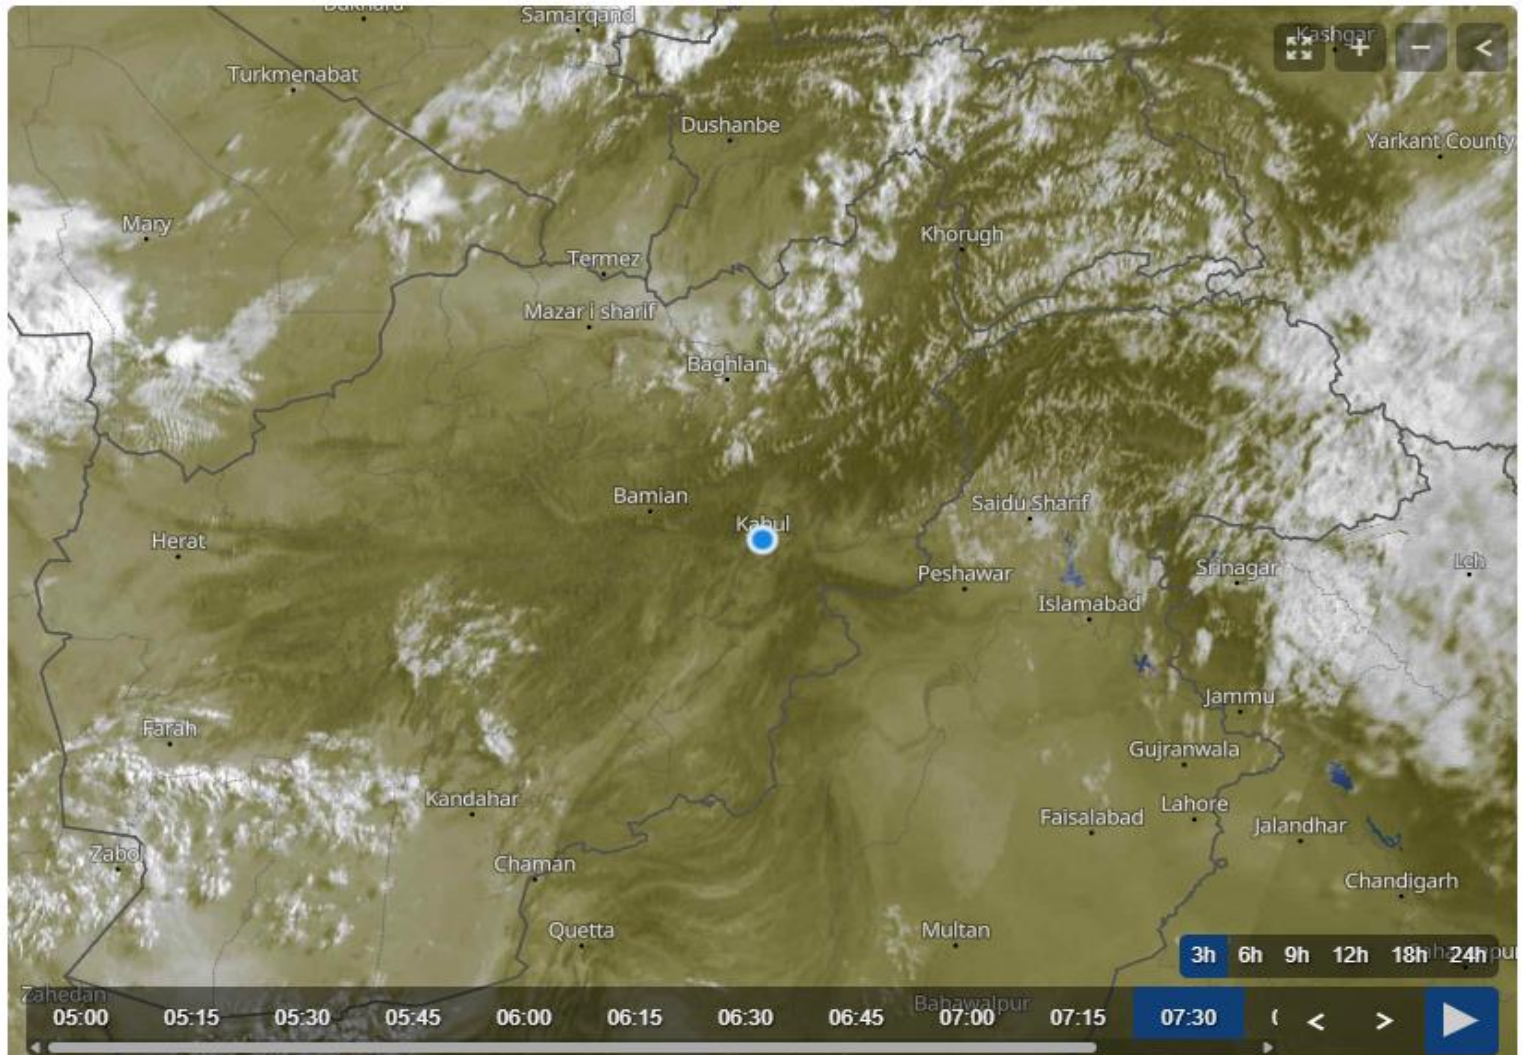 Samarqand
Kashgar
+ − <
Turkmenabat
Dushanbe
Yarkant County
Mary
Khorugh
Termez
Mazar i sharif
Baghlan
Bamian
Saidu Sharif
Kabul
Herat
Srinagar
Leh
Peshawar
Islamabad
Jammu
Farah
Gujranwala
Kandahar
Lahore
Faisalabad
Jalandhar
Zabol
Chaman
Chandigarh
Quetta
Multan
3h 6h 9h 12h 18h 24h
Zahedan
Bahawalpur
05:00 05:15 05:30 05:45 06:00 06:15 06:30 06:45 07:00 07:15 07:30 < >